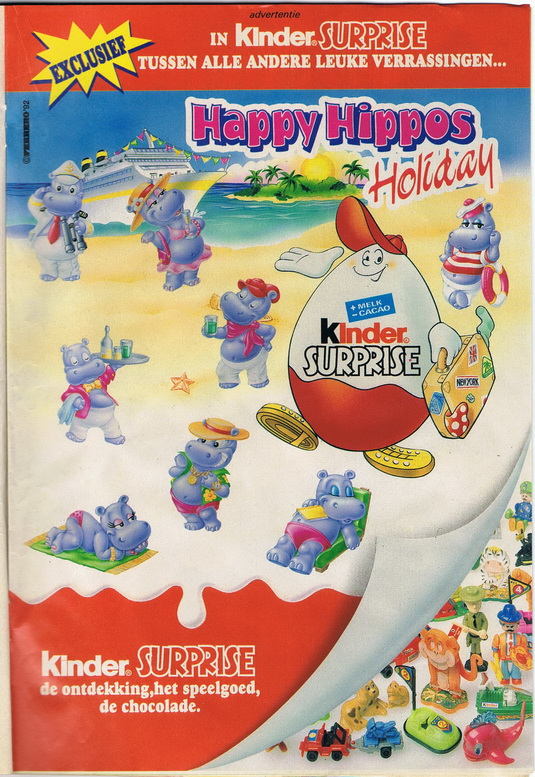 advertentie
EXCLUSIEF
IN Kinder SURPRISE
TUSSEN ALLE ANDERE LEUKE VERRASSINGEN...
©FERRERO '92
Happy Hippos
Holiday
+ MELK
- CACAO
Kinder
SURPRISE
NEW YORK
Kinder SURPRISE
de ontdekking,het speelgoed,
de chocolade.